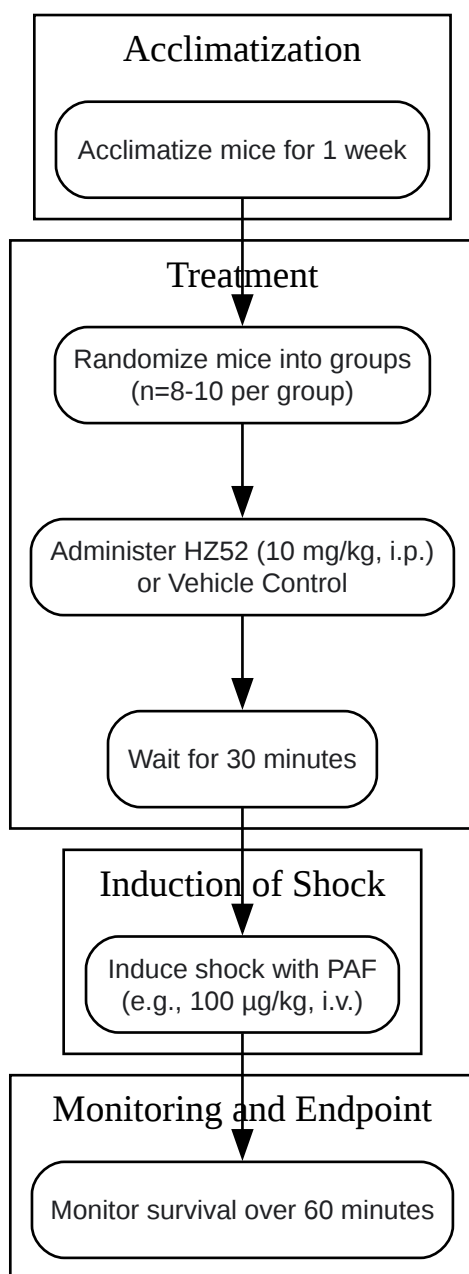 Acclimatization
Acclimatize mice for 1 week
Treatment
Randomize mice into groups
(n=8-10 per group)
Administer HZ52 (10 mg/kg, i.p.)
or Vehicle Control
Wait for 30 minutes
Induction of Shock
Induce shock with PAF
(e.g., 100 µg/kg, i.v.)
Monitoring and Endpoint
Monitor survival over 60 minutes